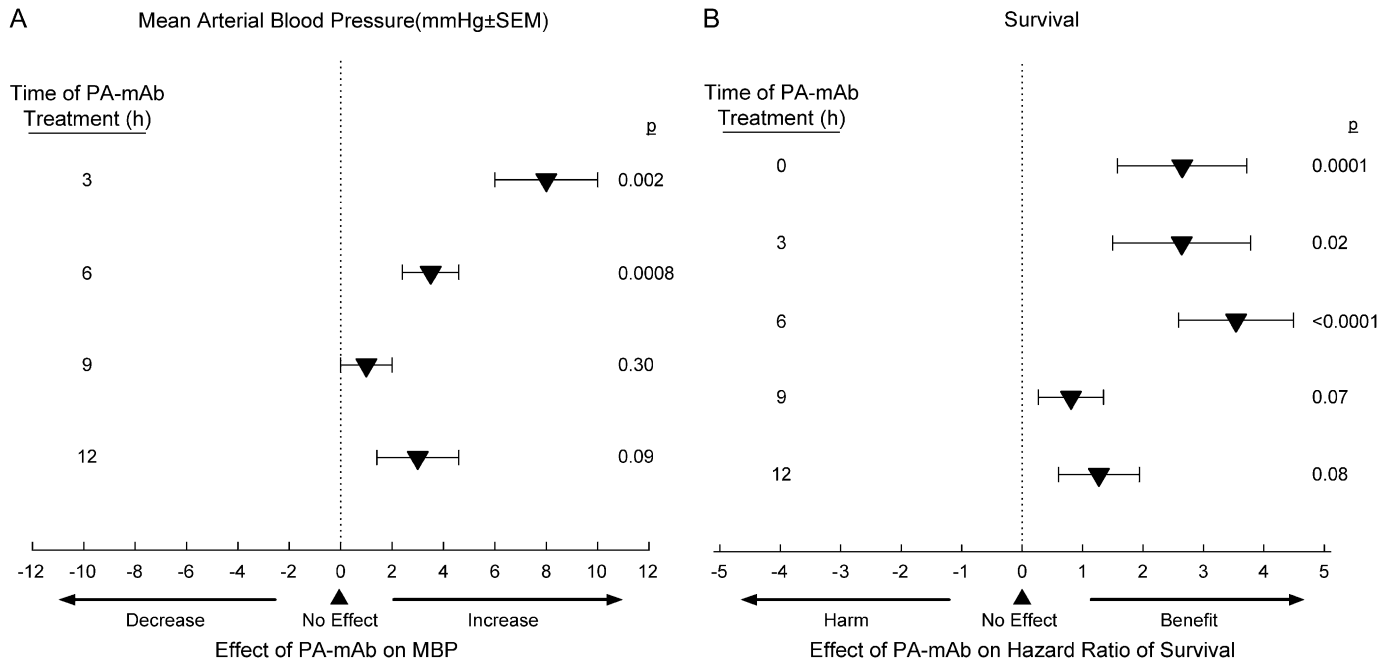 A
Mean Arterial Blood Pressure(mmHg±SEM)
Time of PA-mAb
Treatment (h)
p
3
0.002
6
0.0008
9
0.30
12
0.09
-12 -10 -8 -6 -4 -2 0 2 4 6 8 10 12
Decrease No Effect Increase
Effect of PA-mAb on MBP
B
Survival
Time of PA-mAb
Treatment (h)
p
0
0.0001
3
0.02
6
<0.0001
9
0.07
12
0.08
-5 -4 -3 -2 -1 0 1 2 3 4 5
Harm No Effect Benefit
Effect of PA-mAb on Hazard Ratio of Survival